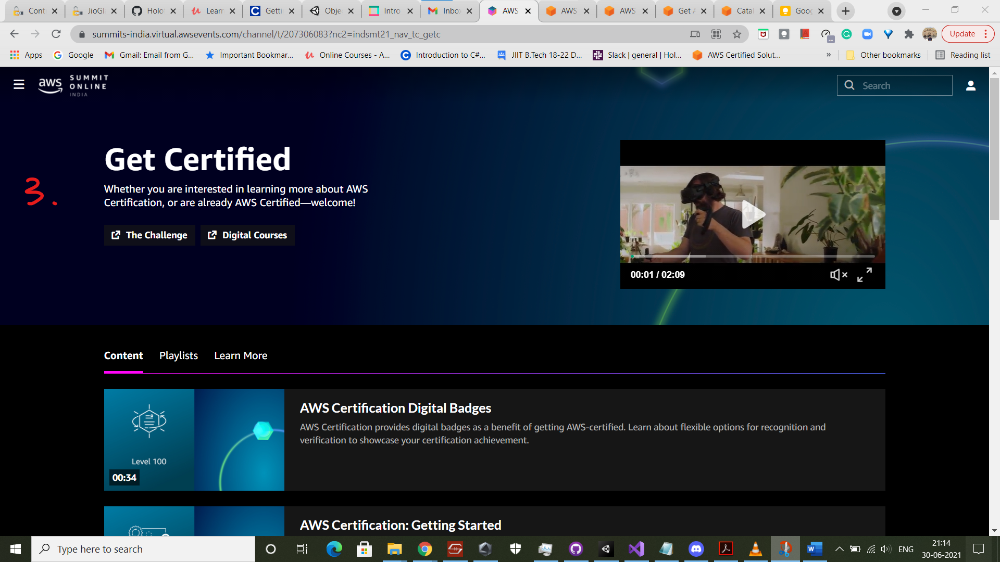 Cont
JioGl
Holo
Learn
Getti
Obje
Intro
Inbo
AWS
AWS
AWS
Get A
Catal
Goog
summits-india.virtual.awsevents.com/channel/t/207306083?nc2=indsmt21_nav_tc_getc
Update
Apps
Google
Gmail: Email from G...
Important Bookmar...
Online Courses - A...
Introduction to C#...
JIIT B.Tech 18-22 D...
Slack | general | Hol...
AWS Certified Solut...
»
Other bookmarks
Reading list
aws
SUMMIT
ONLINE
INDIA
Search
Get Certified
3.
Whether you are interested in learning more about AWS
Certification, or are already AWS Certified—welcome!
The Challenge
Digital Courses
00:01 / 02:09
Content
Playlists
Learn More
Level 100
00:34
AWS Certification Digital Badges
AWS Certification provides digital badges as a benefit of getting AWS-certified. Learn about flexible options for recognition and
verification to showcase your certification achievement.
AWS Certification: Getting Started
Type here to search
ENG
21:14
30-06-2021